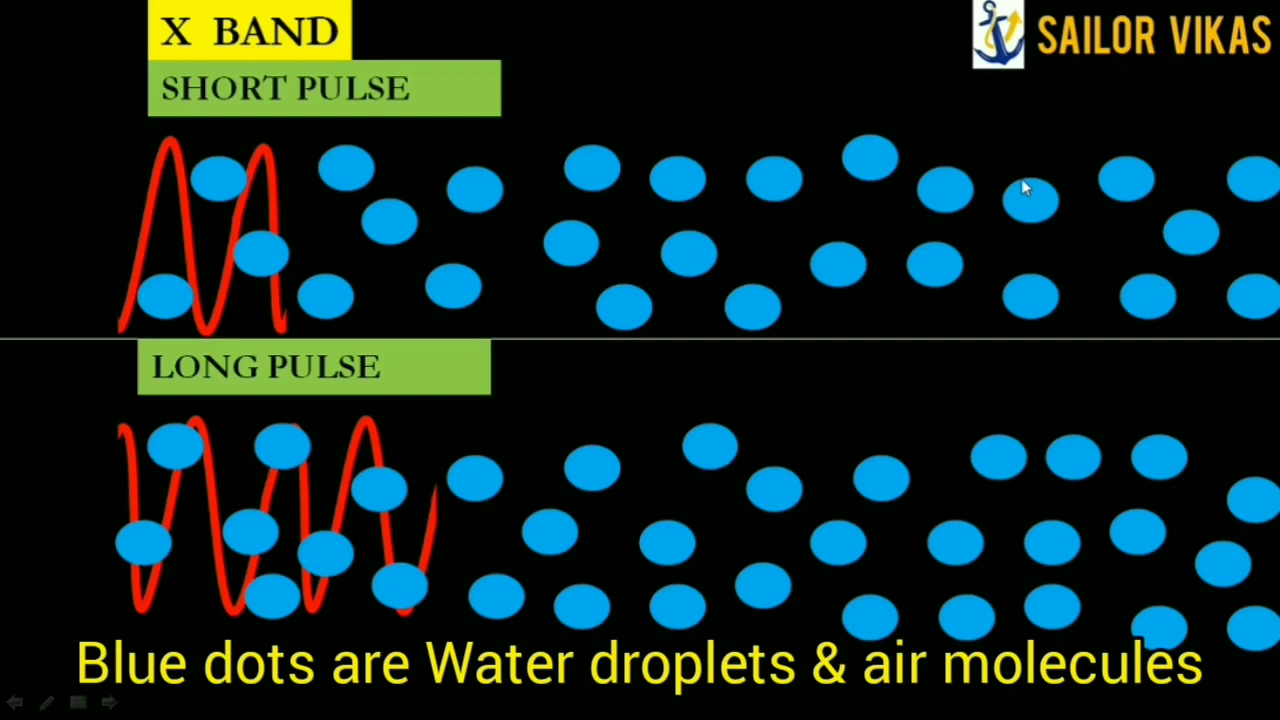 X BAND
SAILOR VIKAS
SHORT PULSE
LONG PULSE
Blue dots are Water droplets & air molecules